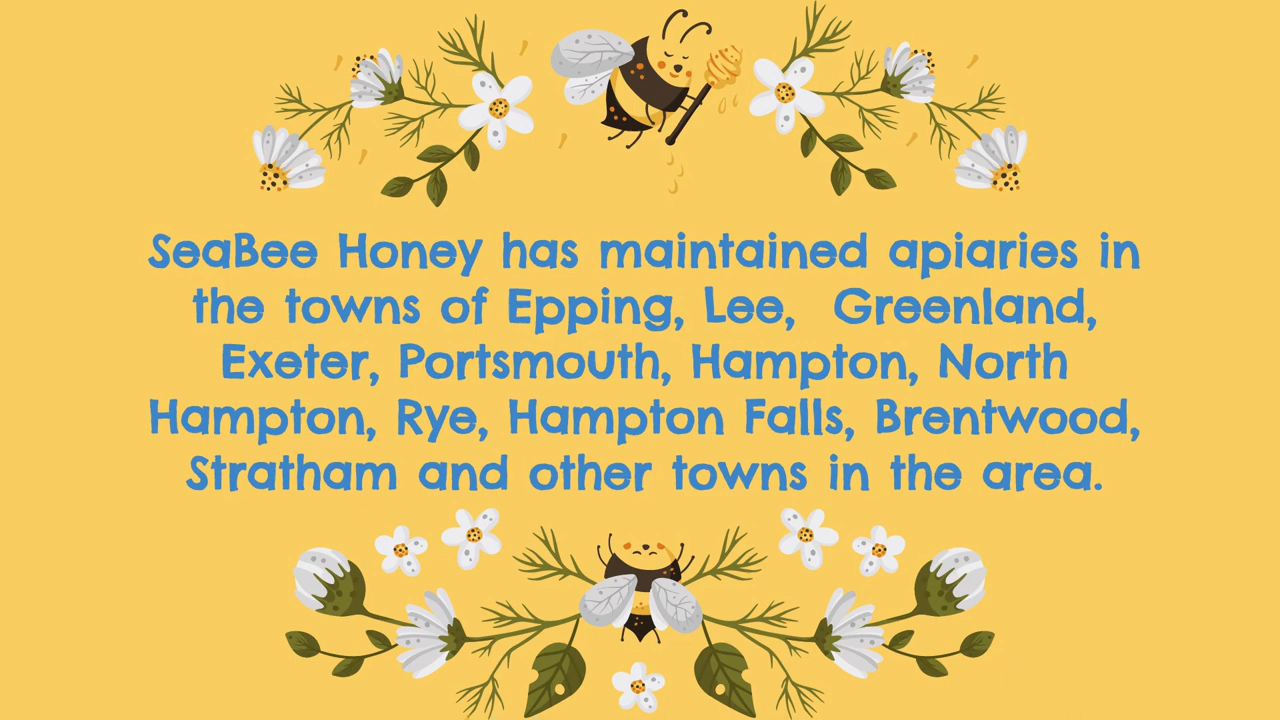 SeaBee Honey has maintained apiaries in
the towns of Epping, Lee,  Greenland,
Exeter, Portsmouth, Hampton, North
Hampton, Rye, Hampton Falls, Brentwood,
Stratham and other towns in the area.